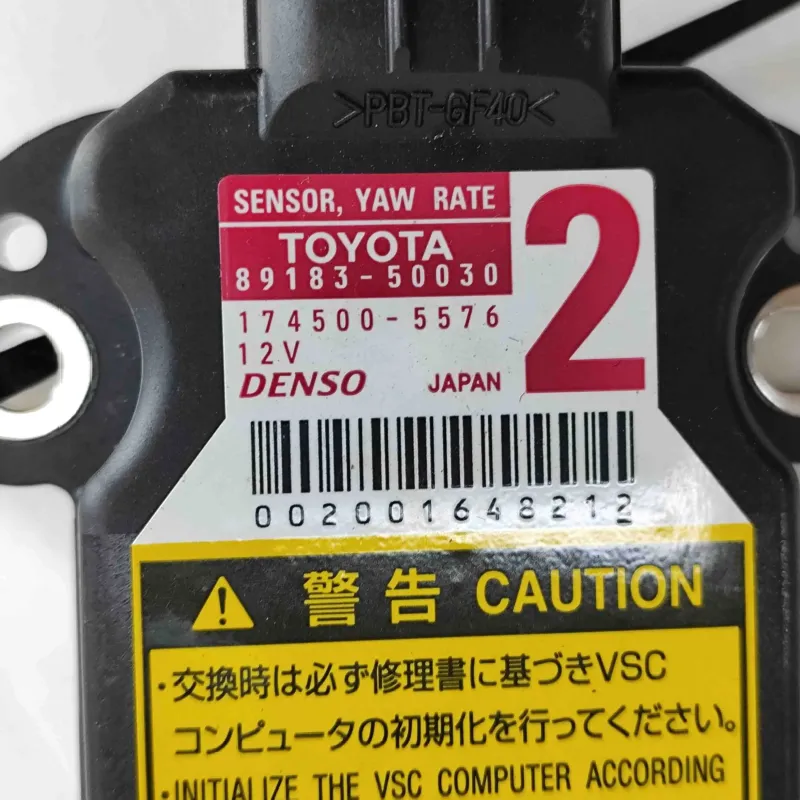 >PBT-GF40<
SENSOR, YAW RATE
TOYOTA
89183-50030
2
174500-5576
12V
DENSO JAPAN
002001648212
警告 CAUTION
・交換時は必ず修理書に基づきVSC
コンピュータの初期化を行ってください。
・INITIALIZE THE VSC COMPUTER ACCORDING